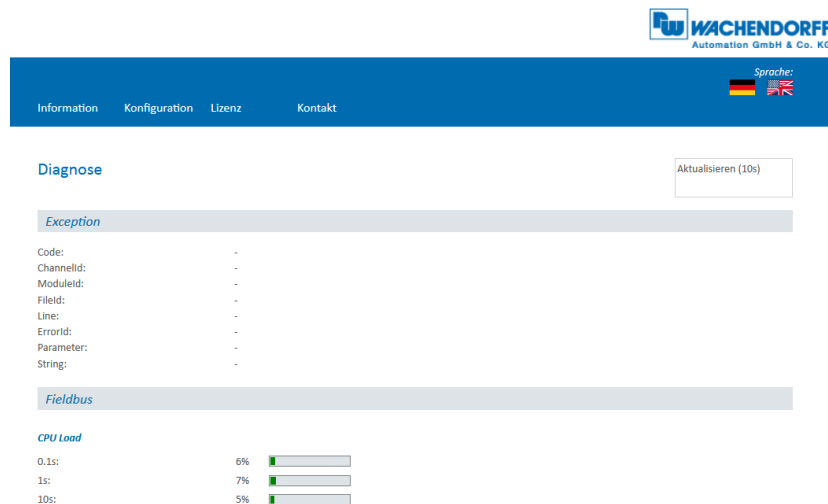 WACHENDORFF
Automation GmbH & Co. KG
Sprache:
Information Konfiguration Lizenz Kontakt
Diagnose
Aktualisieren (10s)
Exception
Code: -
ChannelId: -
ModuleId: -
FileId: -
Line: -
ErrorId: -
Parameter: -
String: -
Fieldbus
CPU Load
0.1s: 6%
1s: 7%
10s: 5%